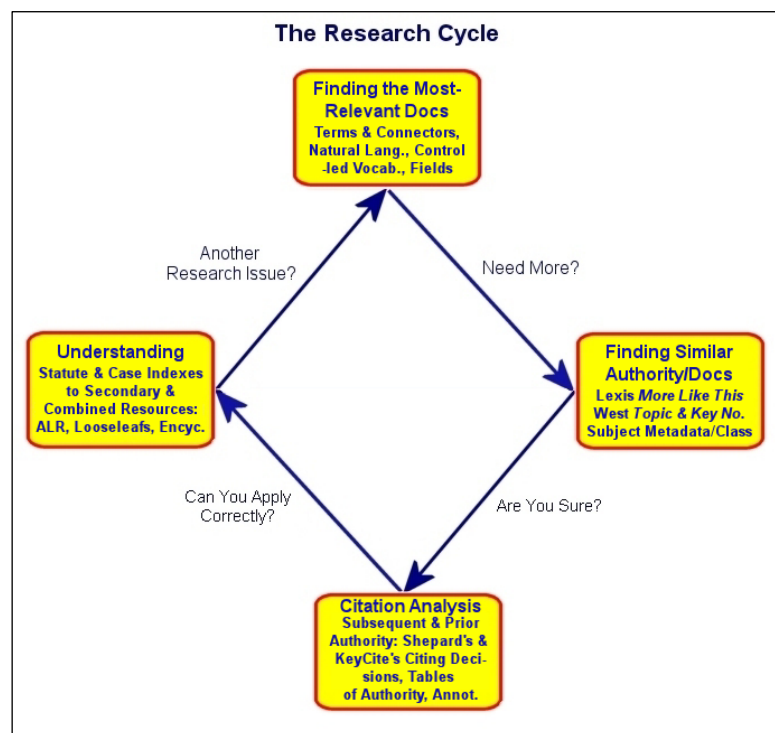 The Research Cycle
Finding the Most-
Relevant Docs
Terms & Connectors,
Natural Lang., Control
-led Vocab., Fields
Another
Research Issue?
Need More?
Understanding
Statute & Case Indexes
to Secondary &
Combined Resources:
ALR, Looseleafs, Encyc.
Finding Similar
Authority/Docs
Lexis More Like This
West Topic & Key No.
Subject Metadata/Class
Can You Apply
Correctly?
Are You Sure?
Citation Analysis
Subsequent & Prior
Authority: Shepard's &
KeyCite's Citing Deci-
sions, Tables
of Authority, Annot.